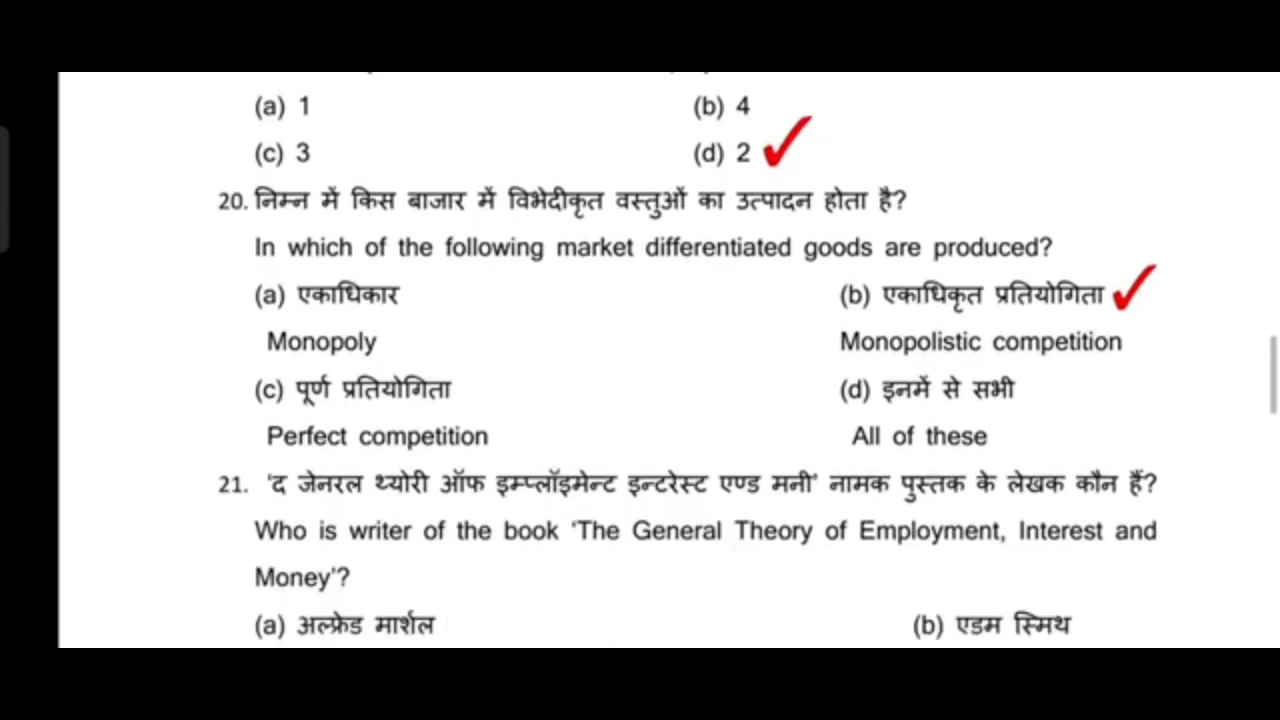 (a) 1 (b) 4
(c) 3 (d) 2
20. निम्न में किस बाजार में विभेदीकृत वस्तुओं का उत्पादन होता है?
In which of the following market differentiated goods are produced?
(a) एकाधिकार (b) एकाधिकृत प्रतियोगिता
Monopoly Monopolistic competition
(c) पूर्ण प्रतियोगिता (d) इनमें से सभी
Perfect competition All of these
21. 'द जेनरल थ्योरी ऑफ इम्प्लॉइमेन्ट इन्टरेस्ट एण्ड मनी' नामक पुस्तक के लेखक कौन हैं?
Who is writer of the book 'The General Theory of Employment, Interest and
Money'?
(a) अल्फ्रेड मार्शल (b) एडम स्मिथ